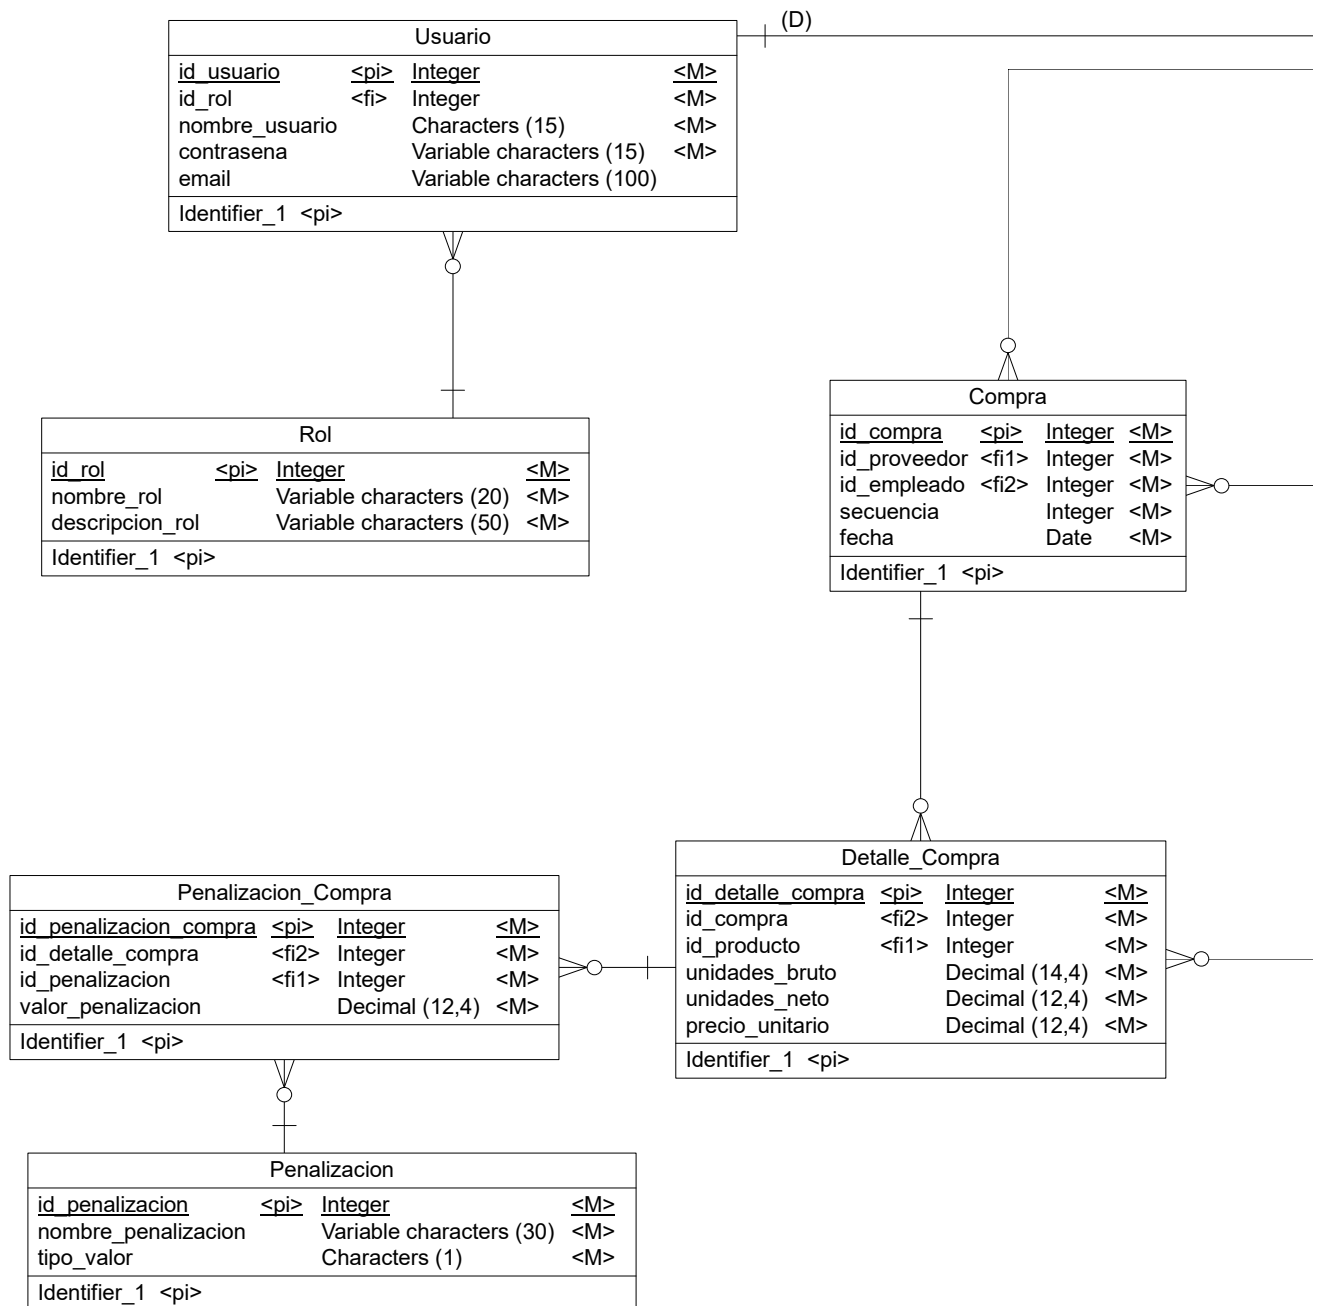 (D)
Usuario
id_usuario <pi> Integer <M>
id_rol <fi> Integer <M>
nombre_usuario Characters (15) <M>
contrasena Variable characters (15) <M>
email Variable characters (100)
Identifier_1 <pi>
Rol
id_rol <pi> Integer <M>
nombre_rol Variable characters (20) <M>
descripcion_rol Variable characters (50) <M>
Identifier_1 <pi>
Compra
id_compra <pi> Integer <M>
id_proveedor <fi1> Integer <M>
id_empleado <fi2> Integer <M>
secuencia Integer <M>
fecha Date <M>
Identifier_1 <pi>
Detalle_Compra
id_detalle_compra <pi> Integer <M>
id_compra <fi2> Integer <M>
id_producto <fi1> Integer <M>
unidades_bruto Decimal (14,4) <M>
unidades_neto Decimal (12,4) <M>
precio_unitario Decimal (12,4) <M>
Identifier_1 <pi>
Penalizacion_Compra
id_penalizacion_compra <pi> Integer <M>
id_detalle_compra <fi2> Integer <M>
id_penalizacion <fi1> Integer <M>
valor_penalizacion Decimal (12,4) <M>
Identifier_1 <pi>
Penalizacion
id_penalizacion <pi> Integer <M>
nombre_penalizacion Variable characters (30) <M>
tipo_valor Characters (1) <M>
Identifier_1 <pi>